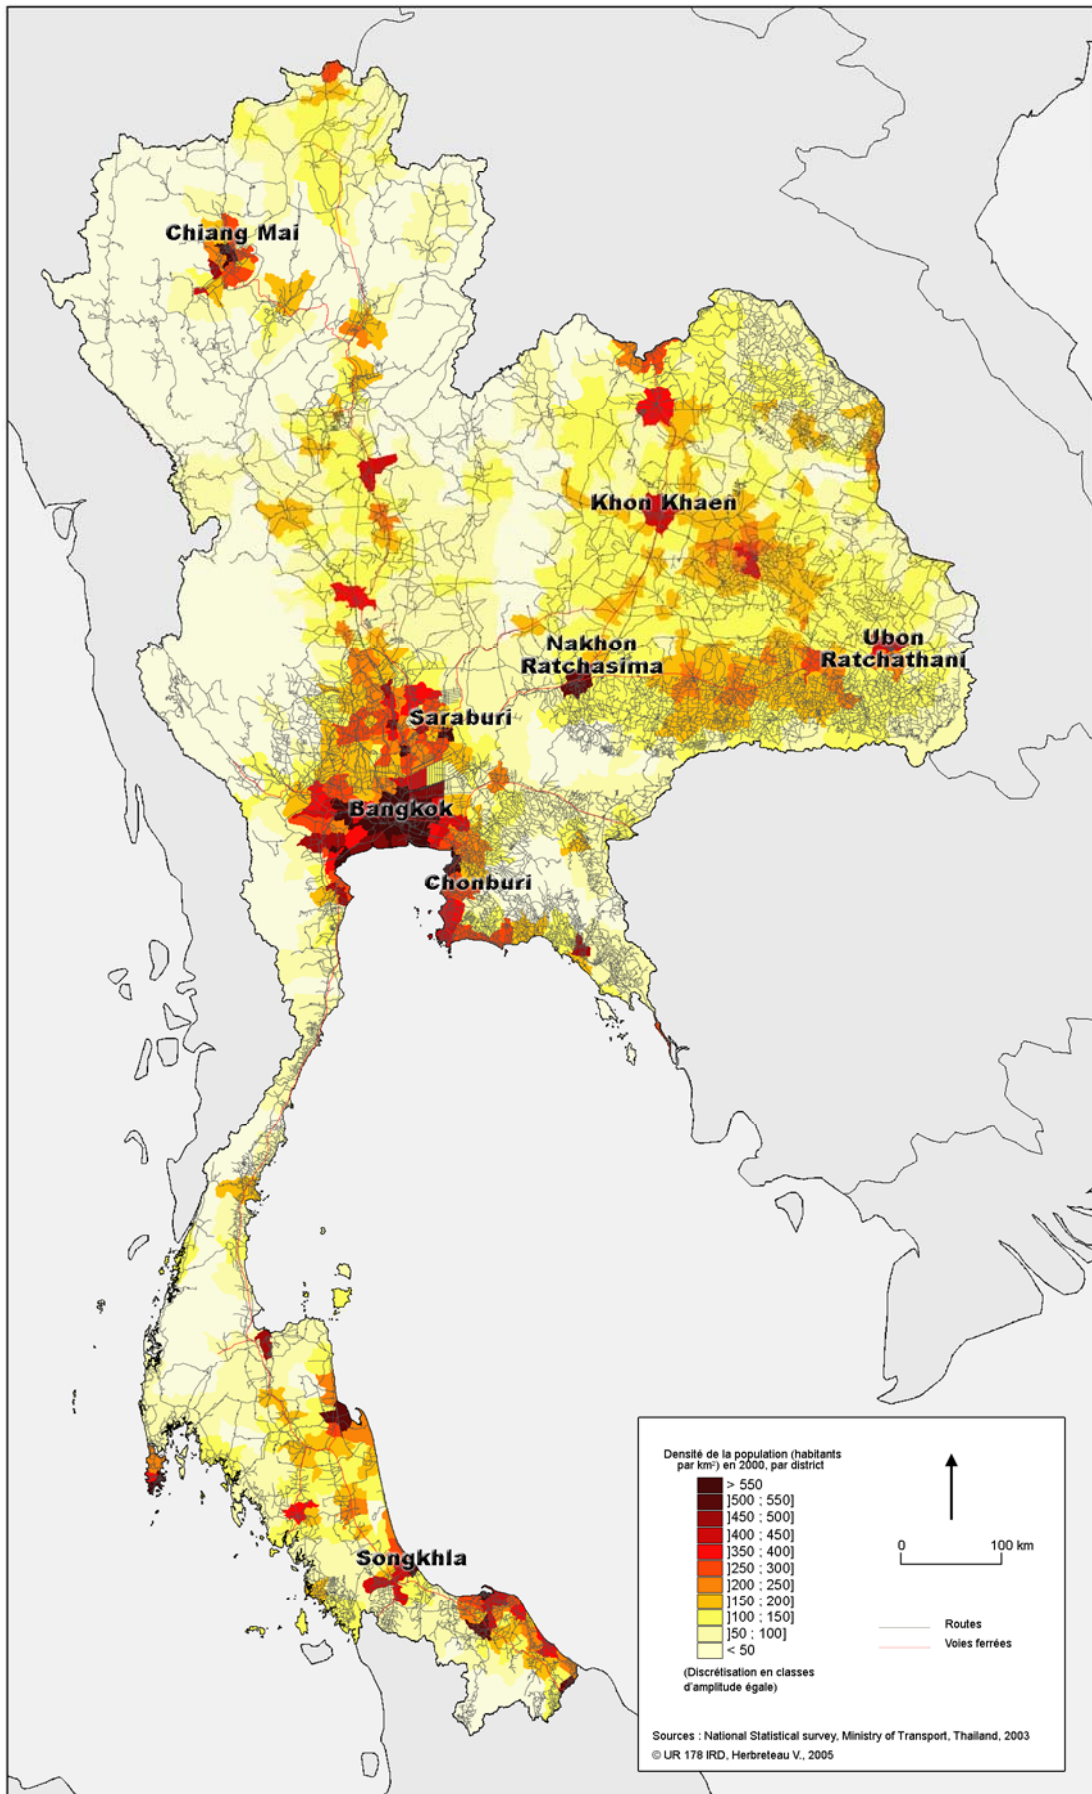 Chiang Mai
Khon Khaen
Nakhon
Ratchasima
Ubon
Ratchathani
Saraburi
Bangkok
Chonburi
Songkhla
Densité de la population (habitants
par km²) en 2000, par district
> 550
]500 ; 550]
]450 ; 500]
]400 ; 450]
]350 ; 400]
]250 ; 300]
]200 ; 250]
]150 ; 200]
]100 ; 150]
]50 ; 100]
< 50
(Discrétisation en classes
d'amplitude égale)
0 100 km
Routes
Voies ferrées
Sources : National Statistical survey, Ministry of Transport, Thailand, 2003
© UR 178 IRD, Herbreteau V., 2005